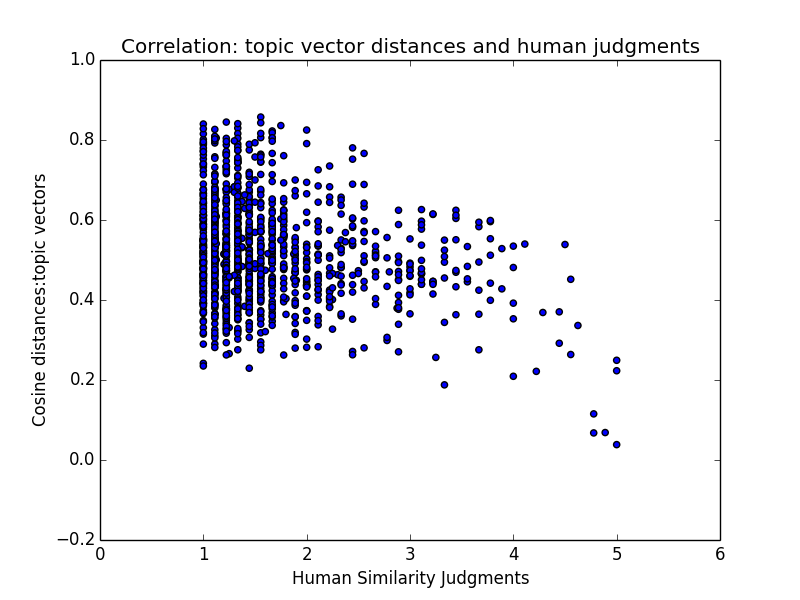 Correlation: topic vector distances and human judgments
1.0
0.8
0.6
0.4
0.2
0.0
−0.2
Cosine distances:topic vectors
0 1 2 3 4 5 6
Human Similarity Judgments